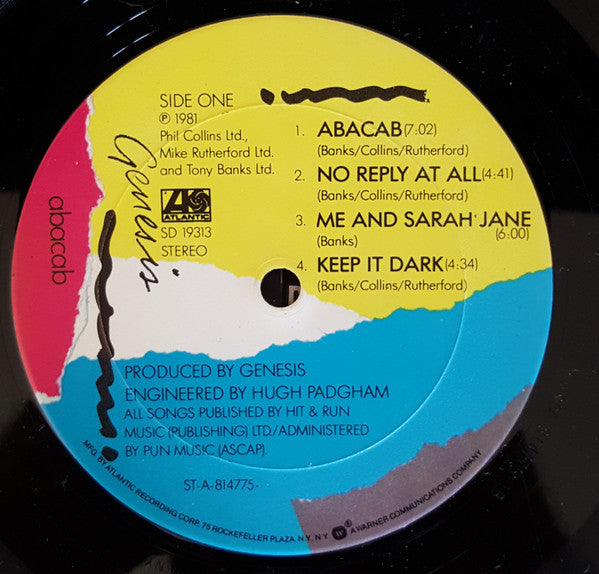 SIDE ONE
℗ 1981
Phil Collins Ltd.,
Mike Rutherford Ltd.
and Tony Banks Ltd.
ATLANTIC
SD 19313
STEREO
Genesis
abacab
1. ABACAB (7:02)
(Banks/Collins/Rutherford)
2. NO REPLY AT ALL (4:41)
(Banks/Collins/Rutherford)
3. ME AND SARAH JANE
(6:00)
(Banks)
4. KEEP IT DARK (4:34)
(Banks/Collins/Rutherford)
PRODUCED BY GENESIS
ENGINEERED BY HUGH PADGHAM
ALL SONGS PUBLISHED BY HIT & RUN
MUSIC (PUBLISHING) LTD/ADMINISTERED
BY PUN MUSIC (ASCAP).
ST-A-814775-
MFG. BY ATLANTIC RECORDING CORP. 75 ROCKEFELLER PLAZA, N.Y. N.Y. ® A WARNER COMMUNICATIONS COMPANY